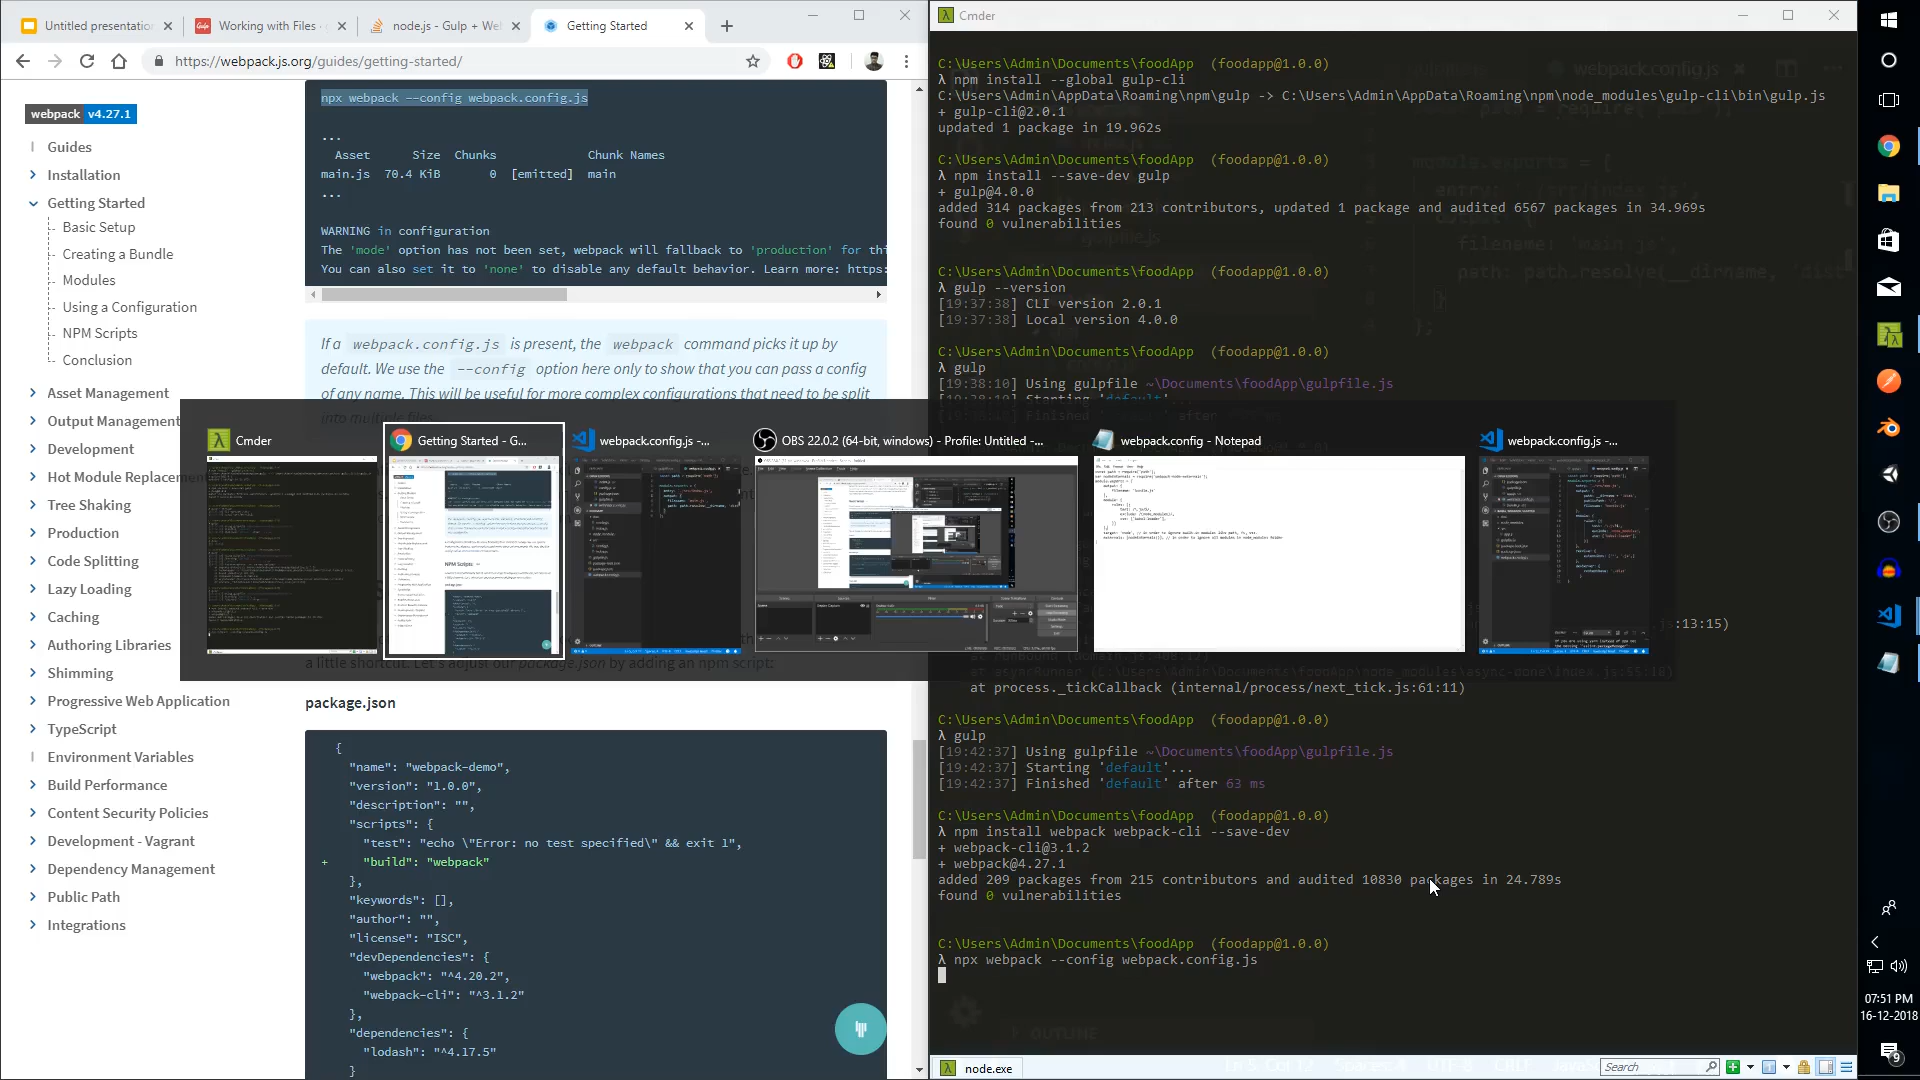 Untitled presentation
Working with Files
node.js - Gulp + We
Getting Started
https://webpack.js.org/guides/getting-started/
webpack v4.27.1
Guides
Installation
Getting Started
Basic Setup
Creating a Bundle
Modules
Using a Configuration
NPM Scripts
Conclusion
Asset Management
Output Management
Development
Hot Module Replacement
Tree Shaking
Production
Code Splitting
Lazy Loading
Caching
Authoring Libraries
Shimming
Progressive Web Application
TypeScript
Environment Variables
Build Performance
Content Security Policies
Development - Vagrant
Dependency Management
Public Path
Integrations
npx webpack --config webpack.config.js
...
Asset Size Chunks Chunk Names
main.js 70.4 KiB 0 [emitted] main
...
WARNING in configuration
The 'mode' option has not been set, webpack will fallback to 'production' for thi
You can also set it to 'none' to disable any default behavior. Learn more: https:
If a webpack.config.js is present, the webpack command picks it up by
default. We use the --config option here only to show that you can pass a config
of any name. This will be useful for more complex configurations that need to be split
into multiple files.
a little shortcut. Let's adjust our package.json by adding an npm script:
package.json
{
"name": "webpack-demo",
"version": "1.0.0",
"description": "",
"scripts": {
"test": "echo \"Error: no test specified\" && exit 1",
+ "build": "webpack"
},
"keywords": [],
"author": "",
"license": "ISC",
"devDependencies": {
"webpack": "^4.20.2",
"webpack-cli": "^3.1.2"
},
"dependencies": {
"lodash": "^4.17.5"
}
Cmder
Getting Started - G...
webpack.config.js -...
OBS 22.0.2 (64-bit, windows) - Profile: Untitled -...
webpack.config - Notepad
webpack.config.js -...
Cmder
C:\Users\Admin\Documents\foodApp (foodapp@1.0.0)
λ npm install --global gulp-cli
C:\Users\Admin\AppData\Roaming\npm\gulp -> C:\Users\Admin\AppData\Roaming\npm\node_modules\gulp-cli\bin\gulp.js
+ gulp-cli@2.0.1
updated 1 package in 19.962s
C:\Users\Admin\Documents\foodApp (foodapp@1.0.0)
λ npm install --save-dev gulp
+ gulp@4.0.0
added 314 packages from 213 contributors, updated 1 package and audited 6567 packages in 34.969s
found 0 vulnerabilities
C:\Users\Admin\Documents\foodApp (foodapp@1.0.0)
λ gulp --version
[19:37:38] CLI version 2.0.1
[19:37:38] Local version 4.0.0
C:\Users\Admin\Documents\foodApp (foodapp@1.0.0)
λ gulp
[19:38:10] Using gulpfile ~\Documents\foodApp\gulpfile.js
[19:38:10] Starting 'default'...
:13:15)
at process._tickCallback (internal/process/next_tick.js:61:11)
C:\Users\Admin\Documents\foodApp (foodapp@1.0.0)
λ gulp
[19:42:37] Using gulpfile ~\Documents\foodApp\gulpfile.js
[19:42:37] Starting 'default'...
[19:42:37] Finished 'default' after 63 ms
C:\Users\Admin\Documents\foodApp (foodapp@1.0.0)
λ npm install webpack webpack-cli --save-dev
+ webpack-cli@3.1.2
+ webpack@4.27.1
added 209 packages from 215 contributors and audited 10830 packages in 24.789s
found 0 vulnerabilities
C:\Users\Admin\Documents\foodApp (foodapp@1.0.0)
λ npx webpack --config webpack.config.js
OUTLINE
node.exe
Search
07:51 PM
16-12-2018
9